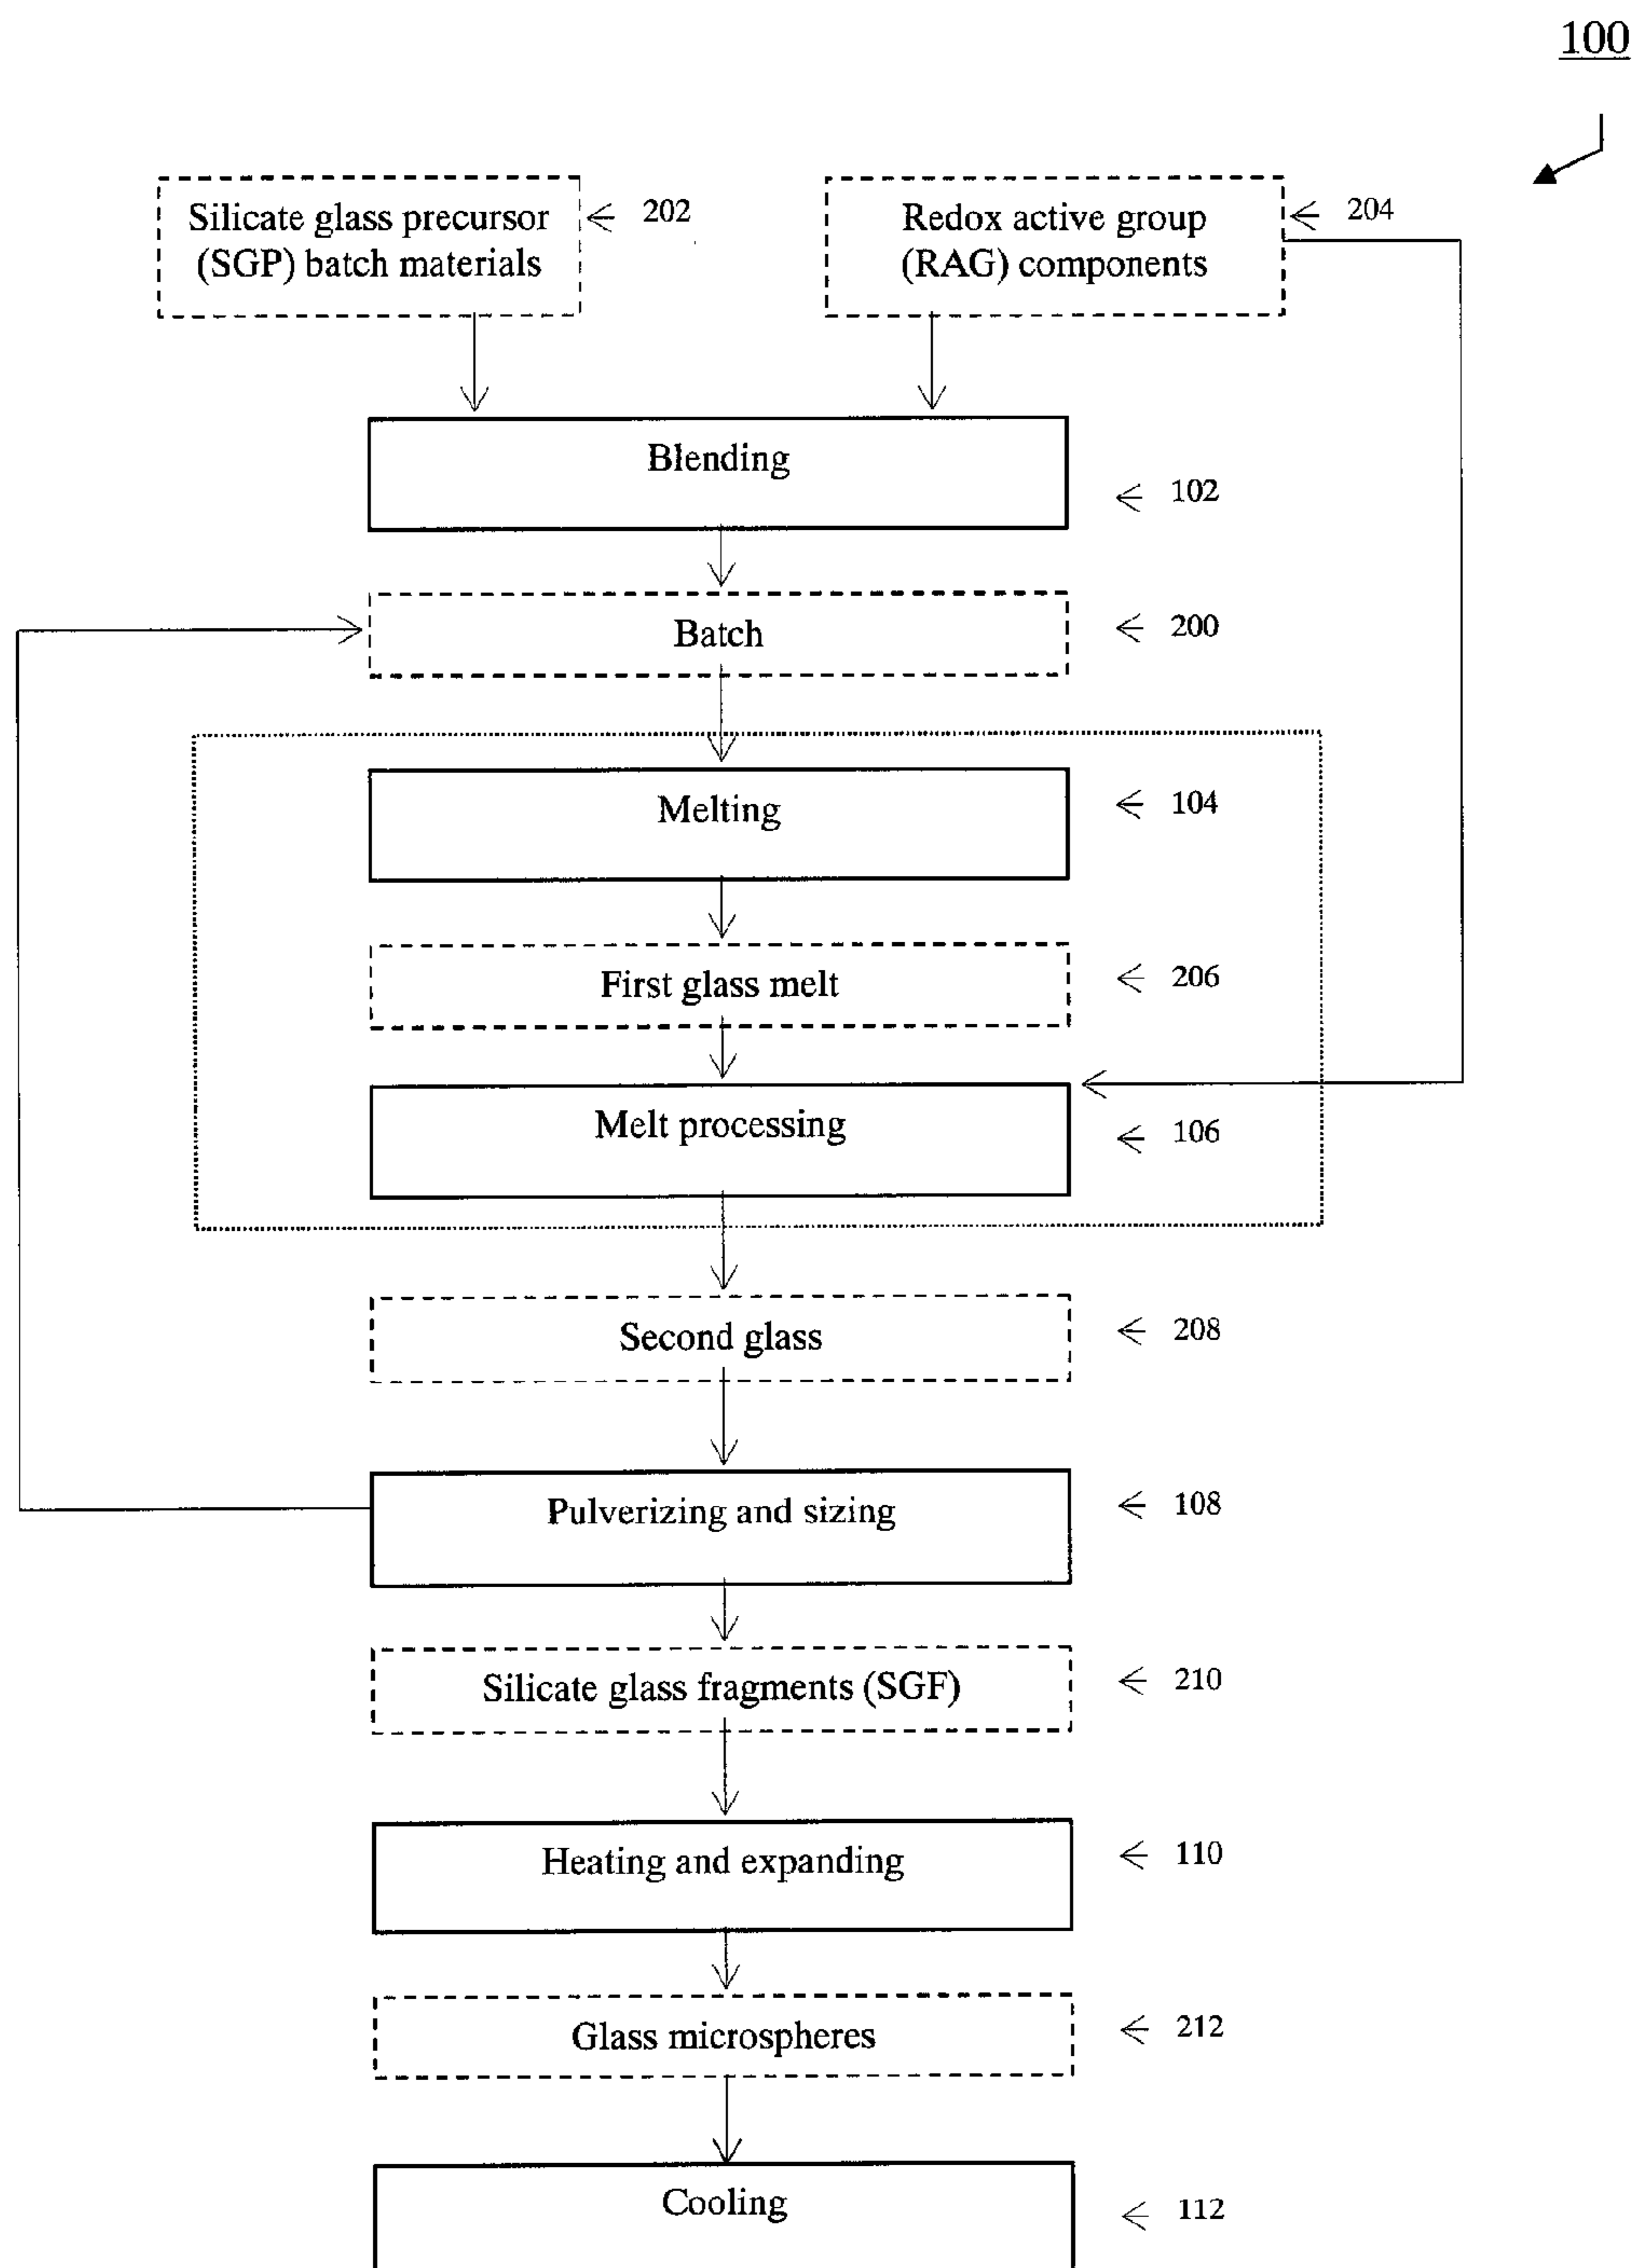 100
Silicate glass precursor
(SGP) batch materials
202
Redox active group
(RAG) components
204
Blending
102
Batch
200
Melting
104
First glass melt
206
Melt processing
106
Second glass
208
Pulverizing and sizing
108
Silicate glass fragments (SGF)
210
Heating and expanding
110
Glass microspheres
212
Cooling
112